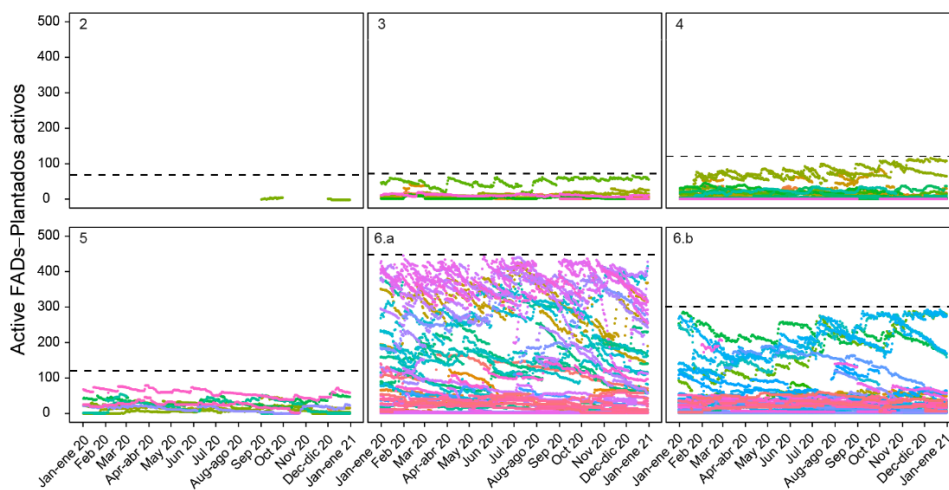 Active FADs–Plantados activos
500
400
300
200
100
0
2
3
4
500
400
300
200
100
0
5
6.a
6.b
Jan-ene 20
Feb 20
Mar 20
Apr-abril 20
May 20
Jun 20
Jul 20
Aug-ago 20
Sep 20
Oct 20
Nov 20
Dec-dic 20
Jan-ene 21
Jan-ene 20
Feb 20
Mar 20
Apr-abril 20
May 20
Jun 20
Jul 20
Aug-ago 20
Sep 20
Oct 20
Nov 20
Dec-dic 20
Jan-ene 21
Jan-ene 20
Feb 20
Mar 20
Apr-abril 20
May 20
Jun 20
Jul 20
Aug-ago 20
Sep 20
Oct 20
Nov 20
Dec-dic 20
Jan-ene 21